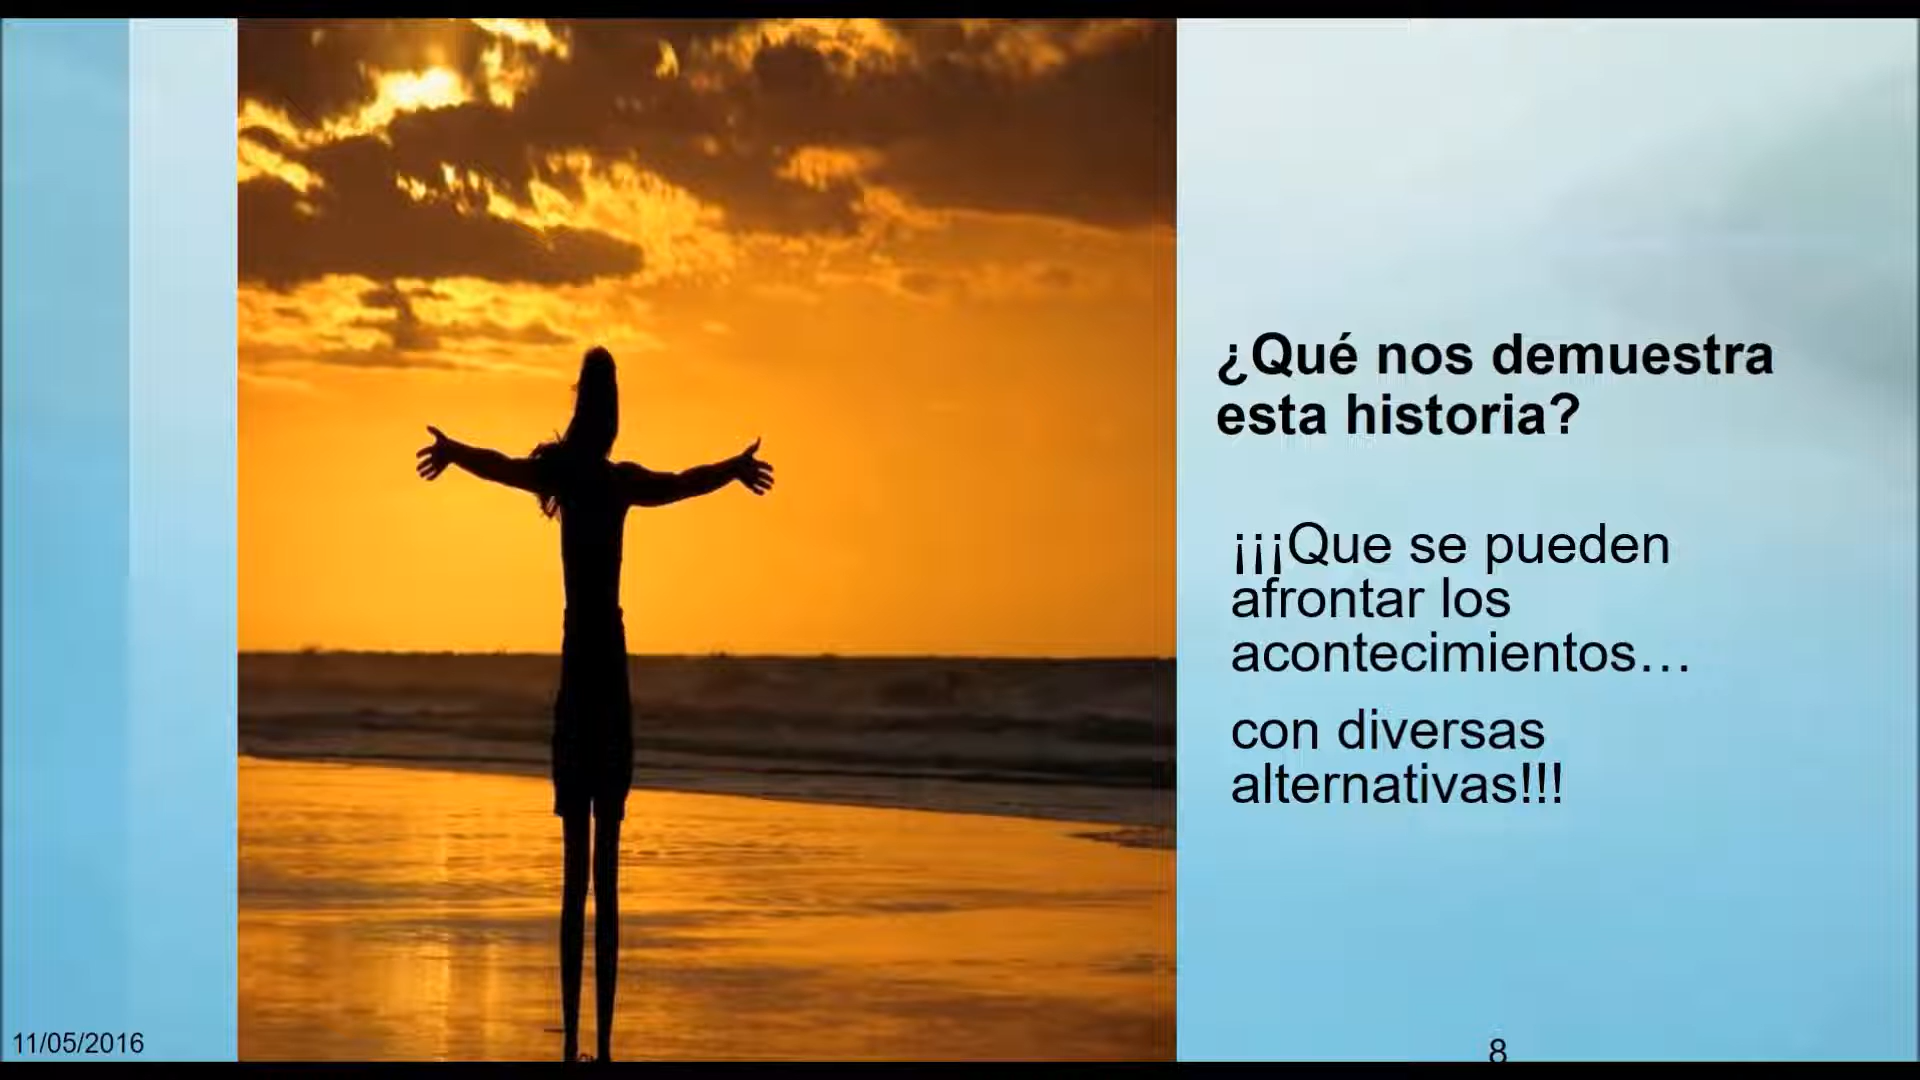 ¿Qué nos demuestra
esta historia?
¡¡¡Que se pueden
afrontar los
acontecimientos…
con diversas
alternativas!!!
11/05/2016
8